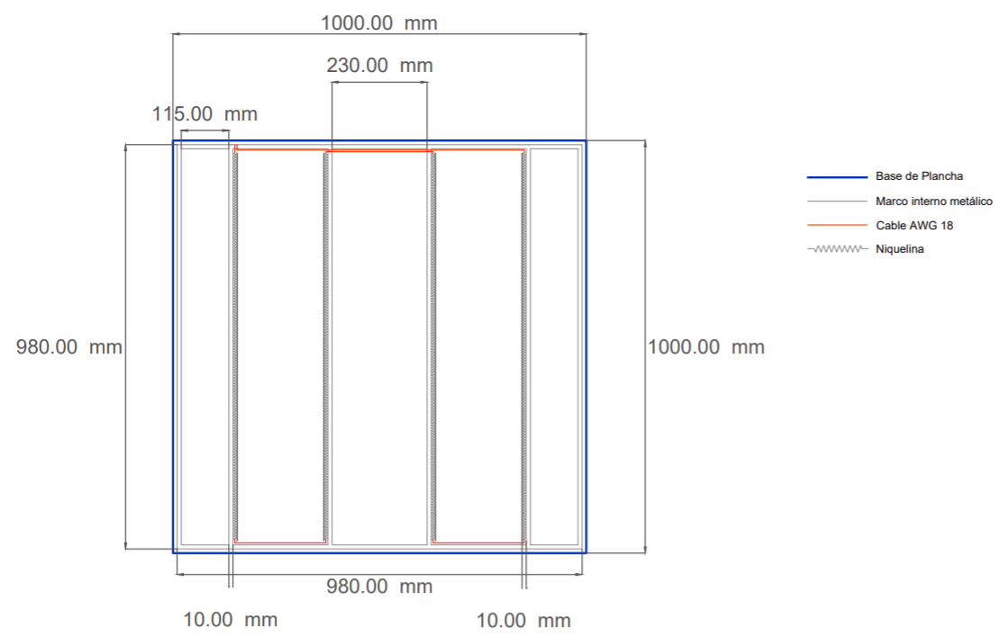 1000.00 mm
230.00 mm
115.00 mm
Base de Plancha
Marco interno metálico
Cable AWG 18
Niquelina
980.00 mm
1000.00 mm
980.00 mm
10.00 mm
10.00 mm